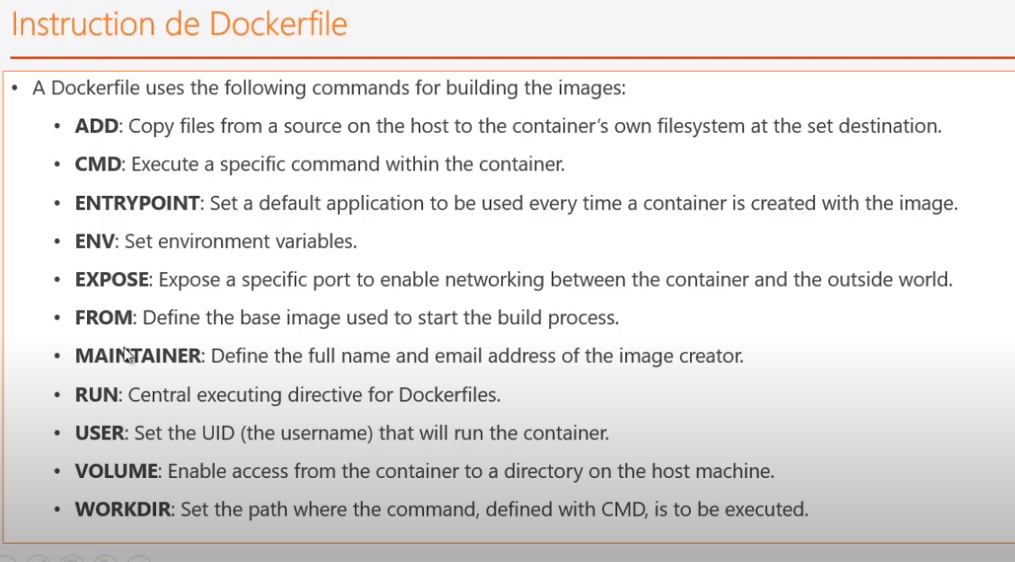 Instruction de Dockerfile
• A Dockerfile uses the following commands for building the images:
• ADD: Copy files from a source on the host to the container's own filesystem at the set destination.
• CMD: Execute a specific command within the container.
• ENTRYPOINT: Set a default application to be used every time a container is created with the image.
• ENV: Set environment variables.
• EXPOSE: Expose a specific port to enable networking between the container and the outside world.
• FROM: Define the base image used to start the build process.
• MAINTAINER: Define the full name and email address of the image creator.
• RUN: Central executing directive for Dockerfiles.
• USER: Set the UID (the username) that will run the container.
• VOLUME: Enable access from the container to a directory on the host machine.
• WORKDIR: Set the path where the command, defined with CMD, is to be executed.